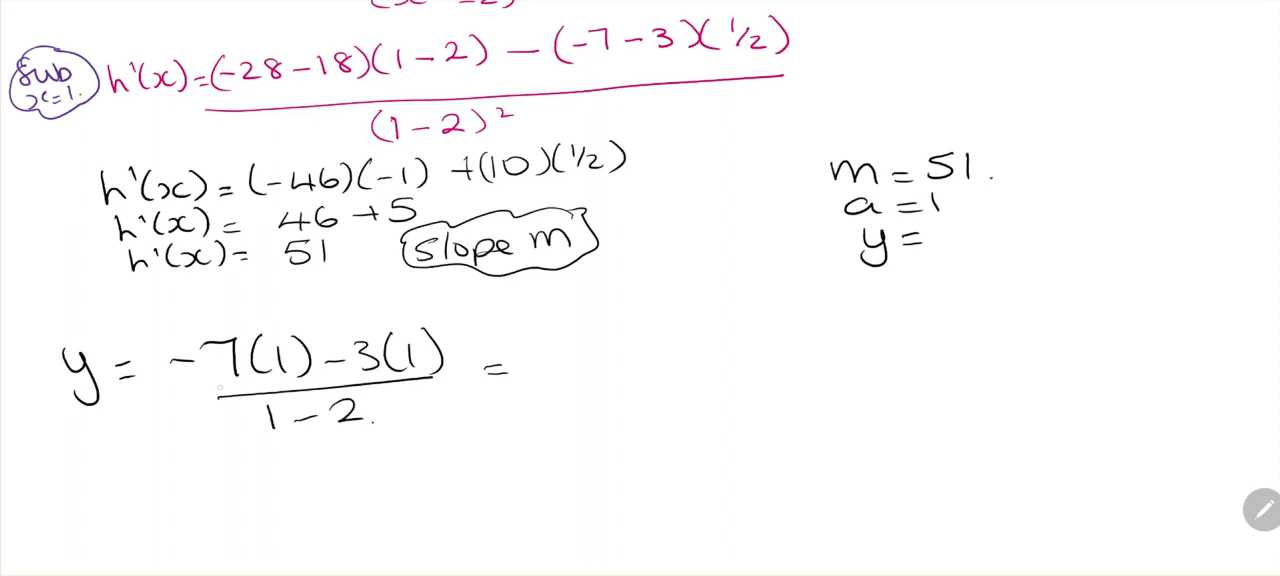 Sub x=1. h'(x)=(-28-18)(1-2) - (-7-3)(1/2)
(1-2)²
h'(x) = (-46)(-1) +(10)(1/2)
h'(x) = 46 +5
h'(x) = 51 slope m
m = 51.
a = 1
y =
y = -7(1)-3(1) =
1-2.